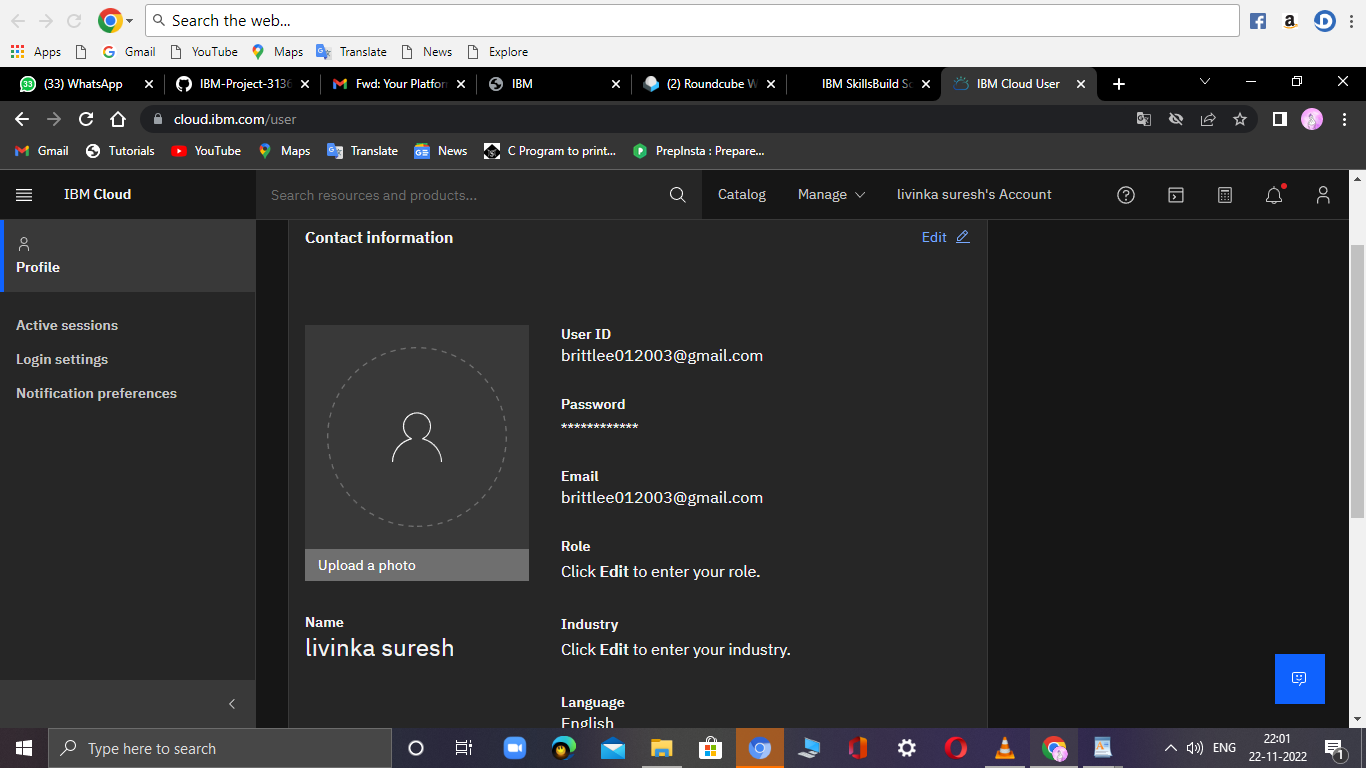 Search the web...
Apps Gmail YouTube Maps Translate News Explore
(33) WhatsApp IBM-Project-3136 Fwd: Your Platfor IBM (2) Roundcube W IBM SkillsBuild So IBM Cloud User
cloud.ibm.com/user
Gmail Tutorials YouTube Maps Translate News C Program to print... PrepInsta : Prepare...
IBM Cloud Search resources and products... Catalog Manage livinka suresh's Account
Contact information Edit
Profile
Active sessions
Login settings
Notification preferences
User ID
brittlee012003@gmail.com
Password
************
Email
brittlee012003@gmail.com
Role
Click Edit to enter your role.
Upload a photo
Name
livinka suresh
Industry
Click Edit to enter your industry.
Language
English
Type here to search
ENG
22:01
22-11-2022
1